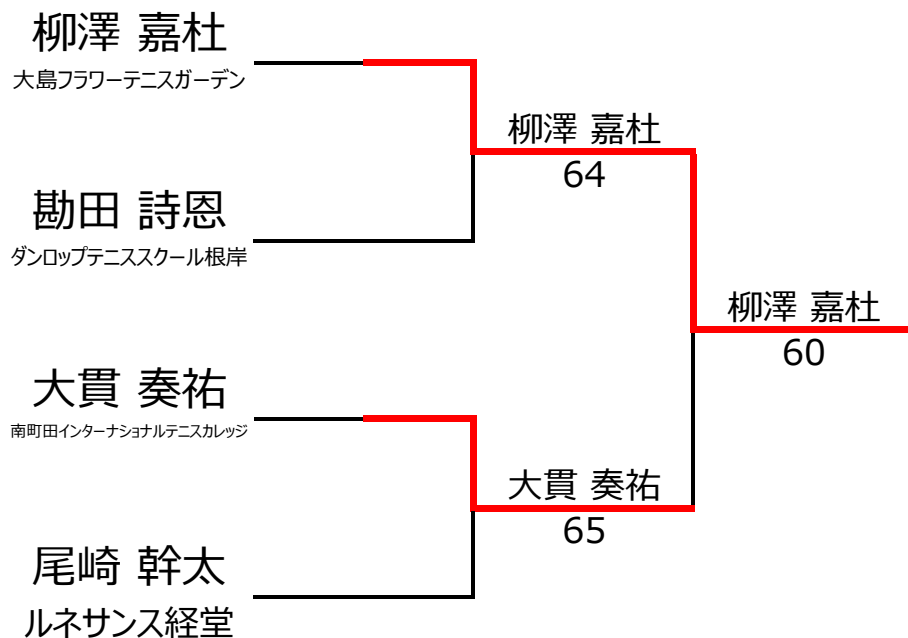 柳澤 嘉杜
大島フラワーテニスガーデン
柳澤 嘉杜
64
勘田 詩恩
ダンロップテニススクール根岸
柳澤 嘉杜
60
大貫 奏祐
南町田インターナショナルテニスカレッジ
大貫 奏祐
65
尾崎 幹太
ルネサンス経堂